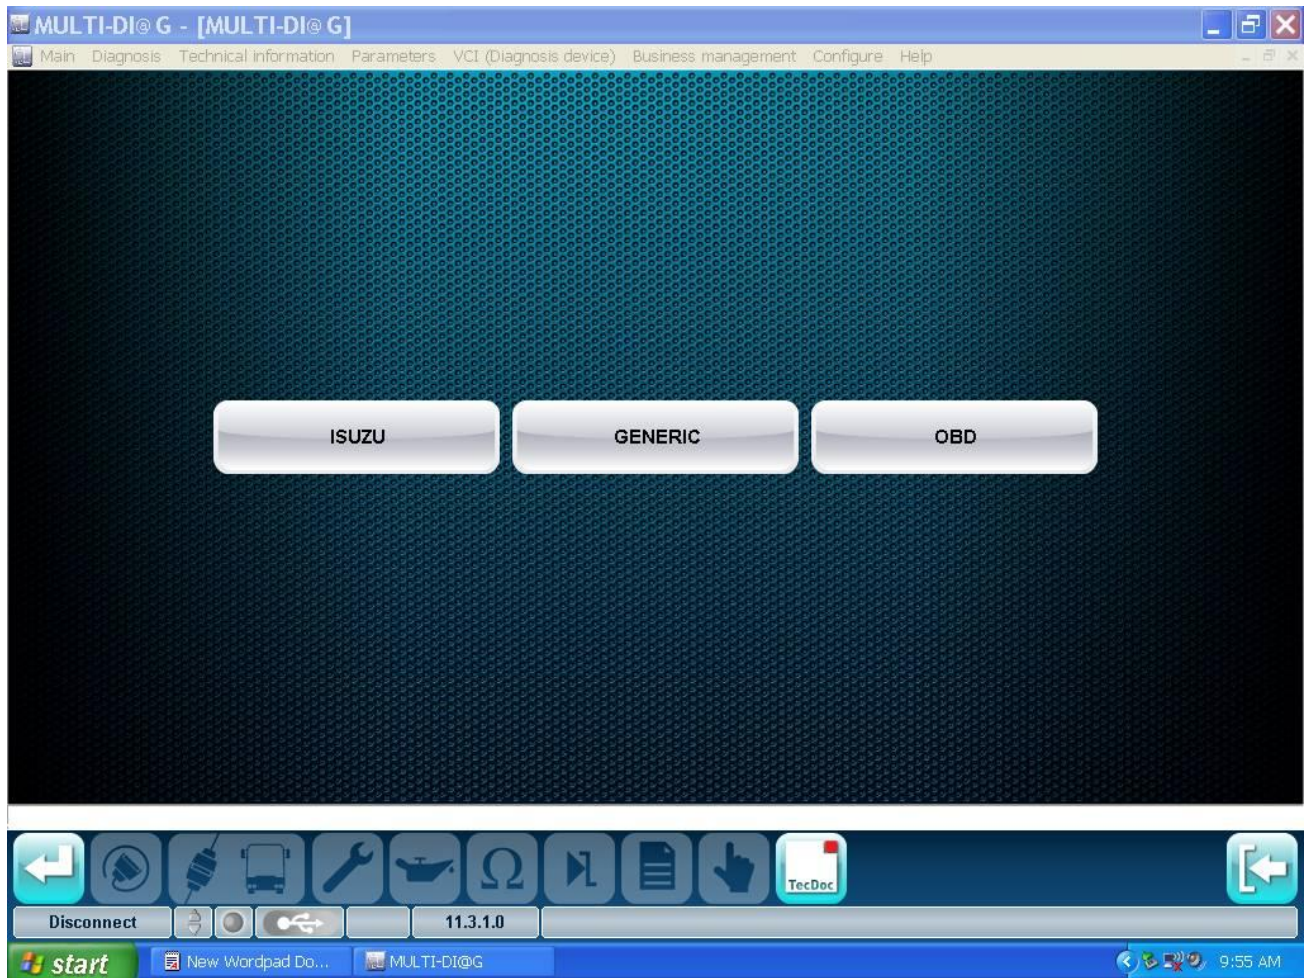 MULTI-DI@G - [MULTI-DI@G]
Main Diagnosis Technical information Parameters VCI (Diagnosis device) Business management Configure Help
ISUZU GENERIC OBD
Ω TecDoc
Disconnect 11.3.1.0
start New Wordpad Do... MULTI-DI@G 9:55 AM